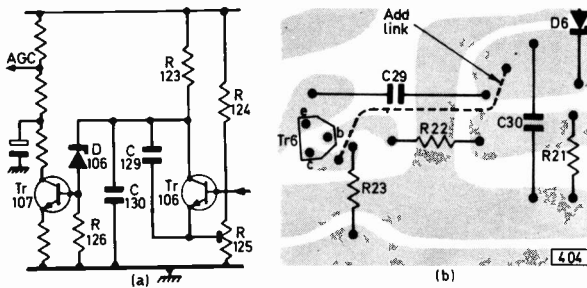 AGC
R
123
R
124
D
106
C
129
C
130
Tr
106
Tr
107
R
126
R
125
(a)
Add
link
D6
C29
e
b
c
Tr6
R22
C30
R21
R23
404
(b)